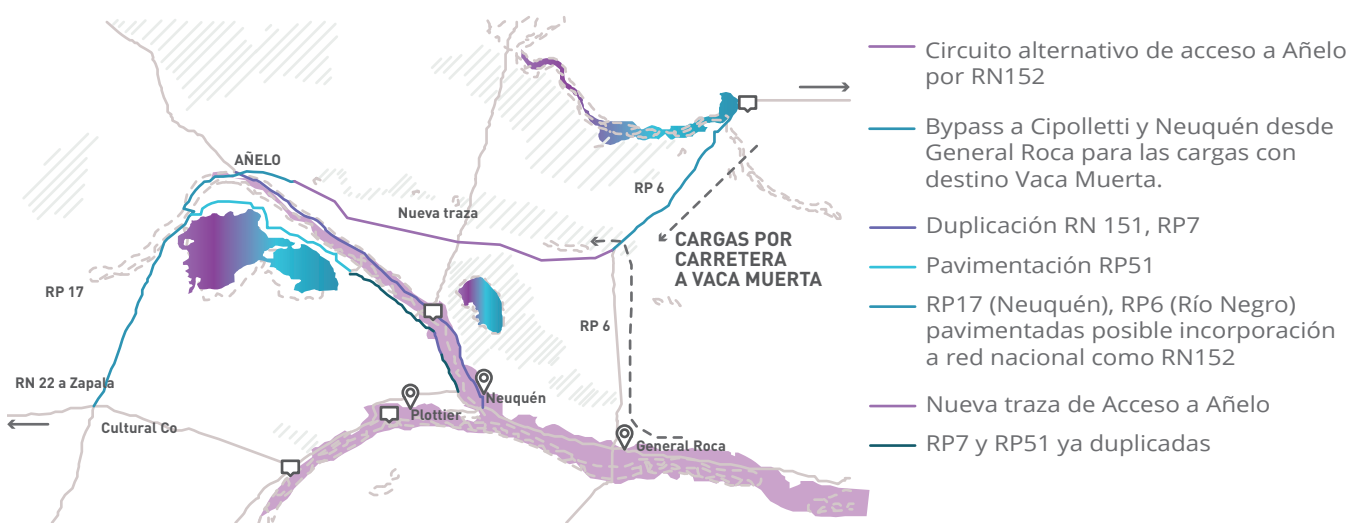 AÑELO
RP 6
Nueva traza
CARGAS POR
CARRETERA
A VACA MUERTA
RP 17
RP 6
RN 22 a Zapala
Neuquén
Plottier
Cultural Co
General Roca
Circuito alternativo de acceso a Añelo
por RN152
Bypass a Cipolletti y Neuquén desde
General Roca para las cargas con
destino Vaca Muerta.
Duplicación RN 151, RP7
Pavimentación RP51
RP17 (Neuquén), RP6 (Río Negro)
pavimentadas posible incorporación
a red nacional como RN152
Nueva traza de Acceso a Añelo
RP7 y RP51 ya duplicadas